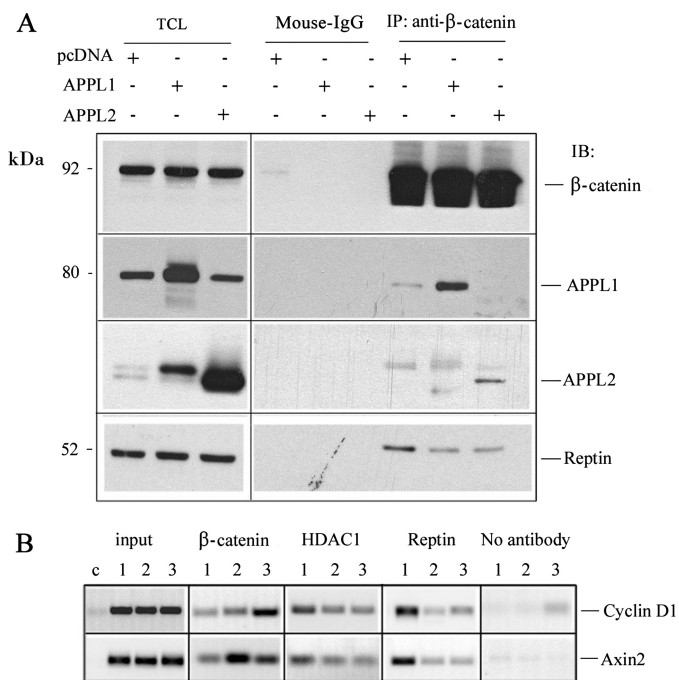 A
TCL Mouse-IgG IP: anti-β-catenin
pcDNA + - - + - - + - -
APPL1 - + - - + - - + -
APPL2 - - + - - + - - +
kDa
IB:
92 - β-catenin
80 - APPL1
APPL2
52 - Reptin
B
input β-catenin HDAC1 Reptin No antibody
c 1 2 3 1 2 3 1 2 3 1 2 3 1 2 3
Cyclin D1
Axin2